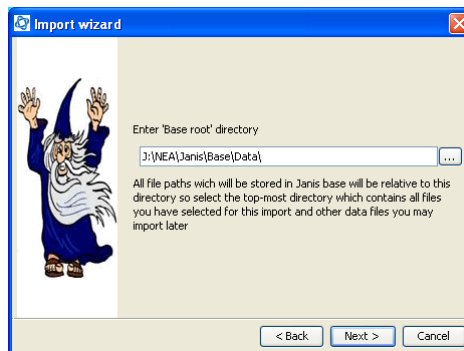 Import wizard
Enter 'Base root' directory
J:\NEA\Janis\Base\Data\
...
All file paths wich will be stored in Janis base will be relative to this
directory so select the top-most directory which contains all files
you have selected for this import and other data files you may
import later
< Back Next > Cancel